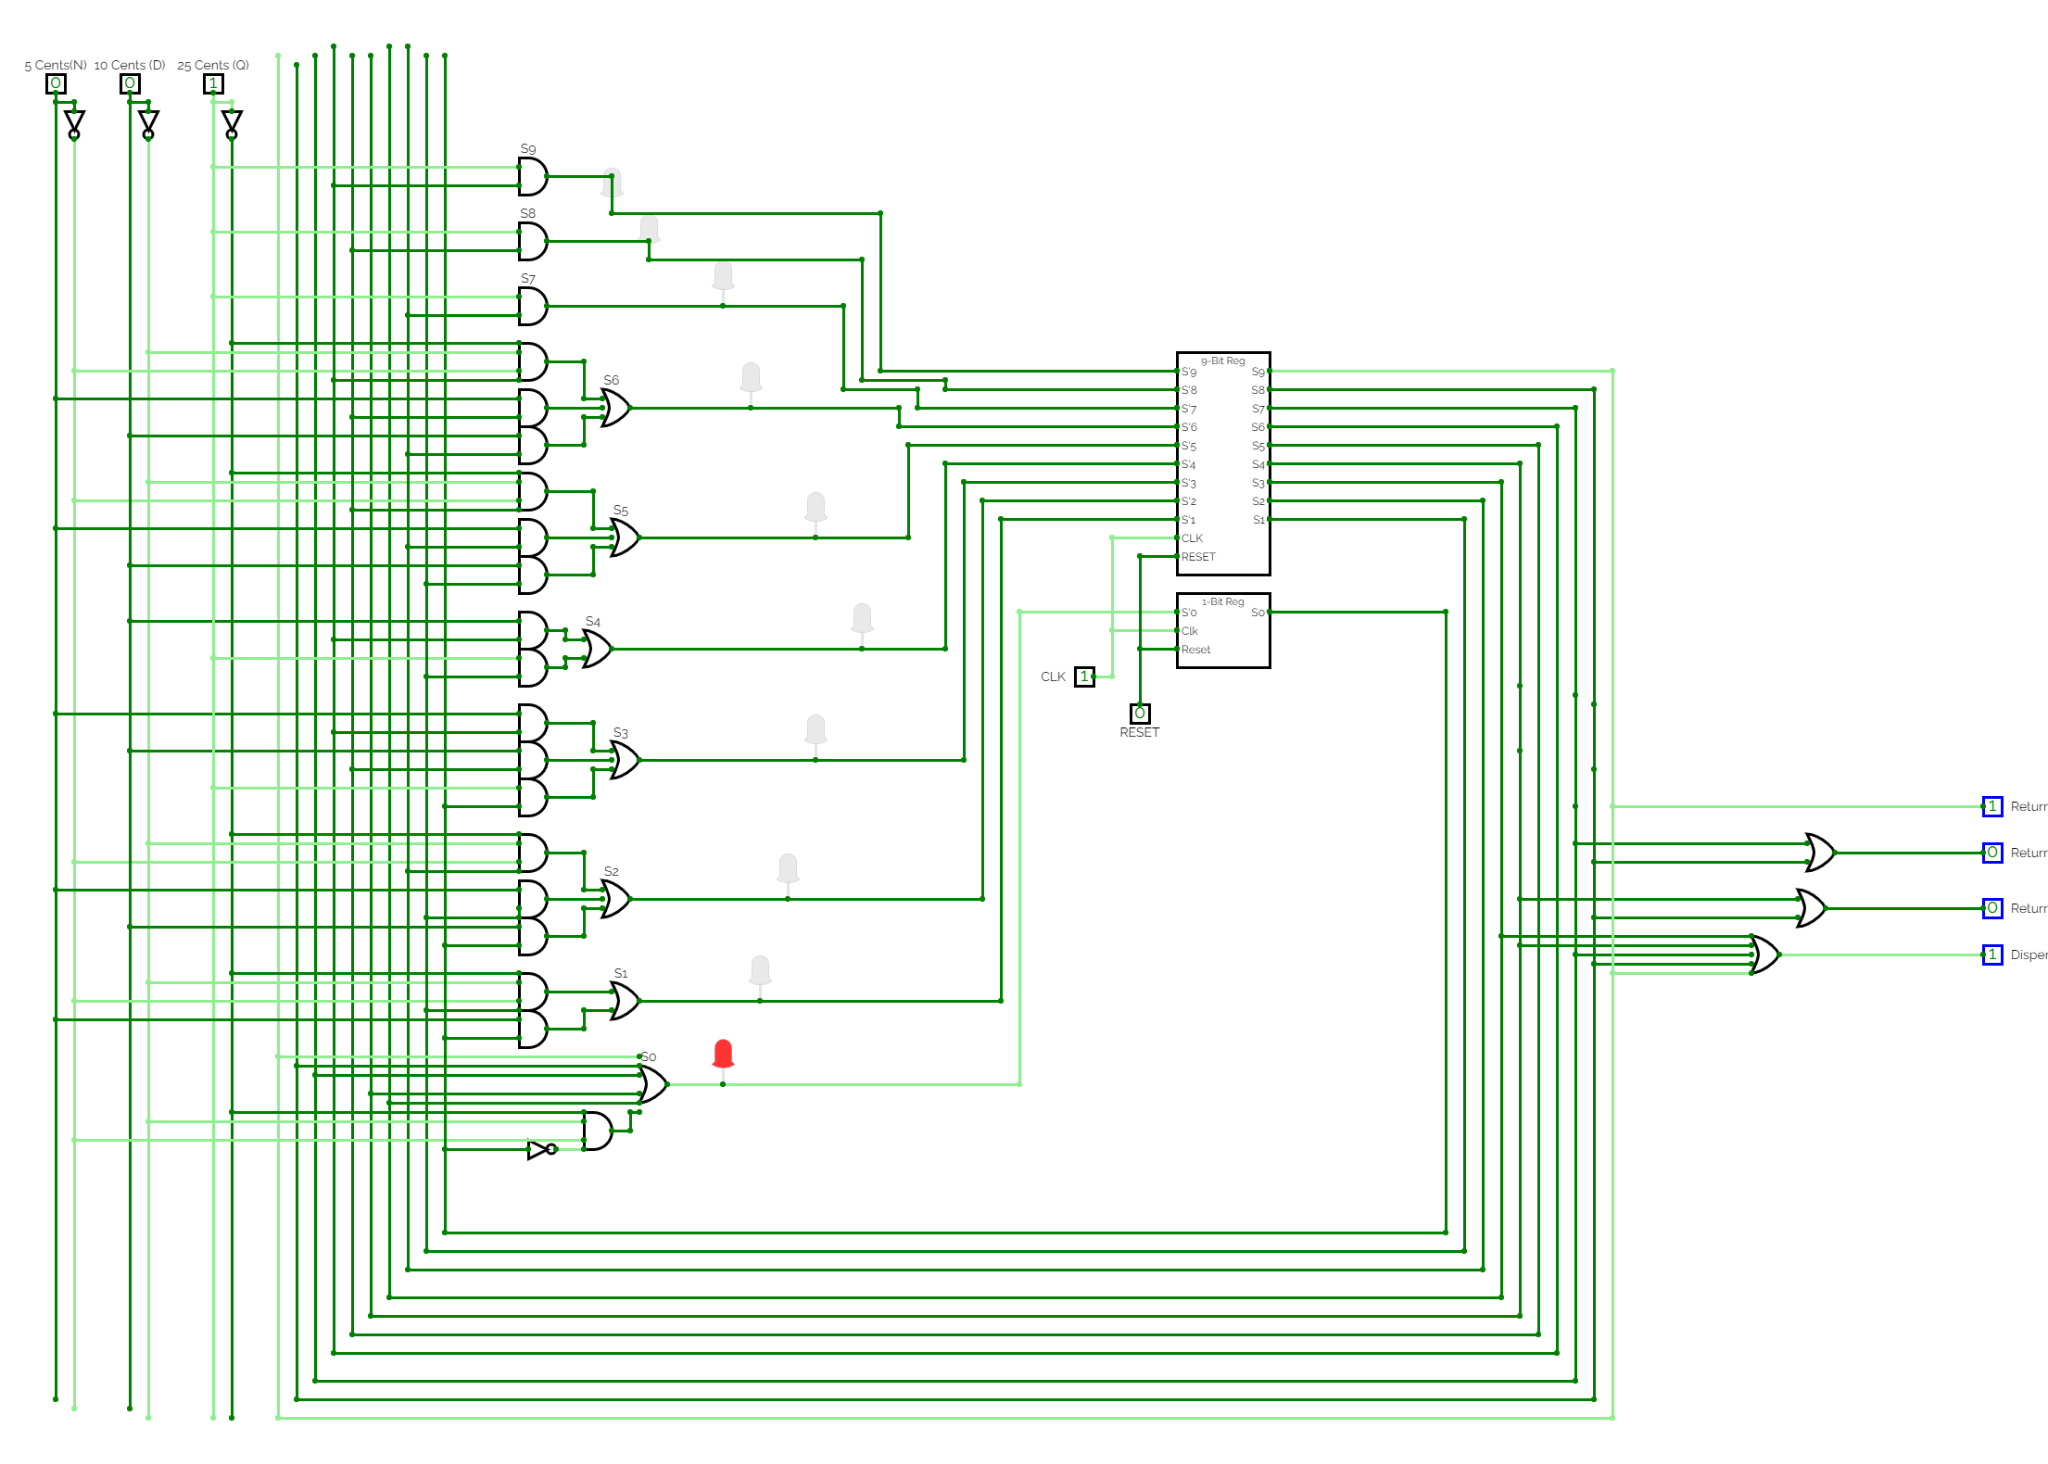 5 Cents(N) 10 Cents (D) 25 Cents (Q)
0 0 1
S9
S8
S7
S6
S5
S4
S3
S2
S1
S0
9-Bit Reg
S'9 S9
S'8 S8
S'7 S7
S'6 S6
S'5 S5
S'4 S4
S'3 S3
S'2 S2
S'1 S1
CLK
RESET
1-Bit Reg
S'0 S0
Clk
Reset
CLK 1
0
RESET
1 Return
0 Return
0 Return
1 Dispen